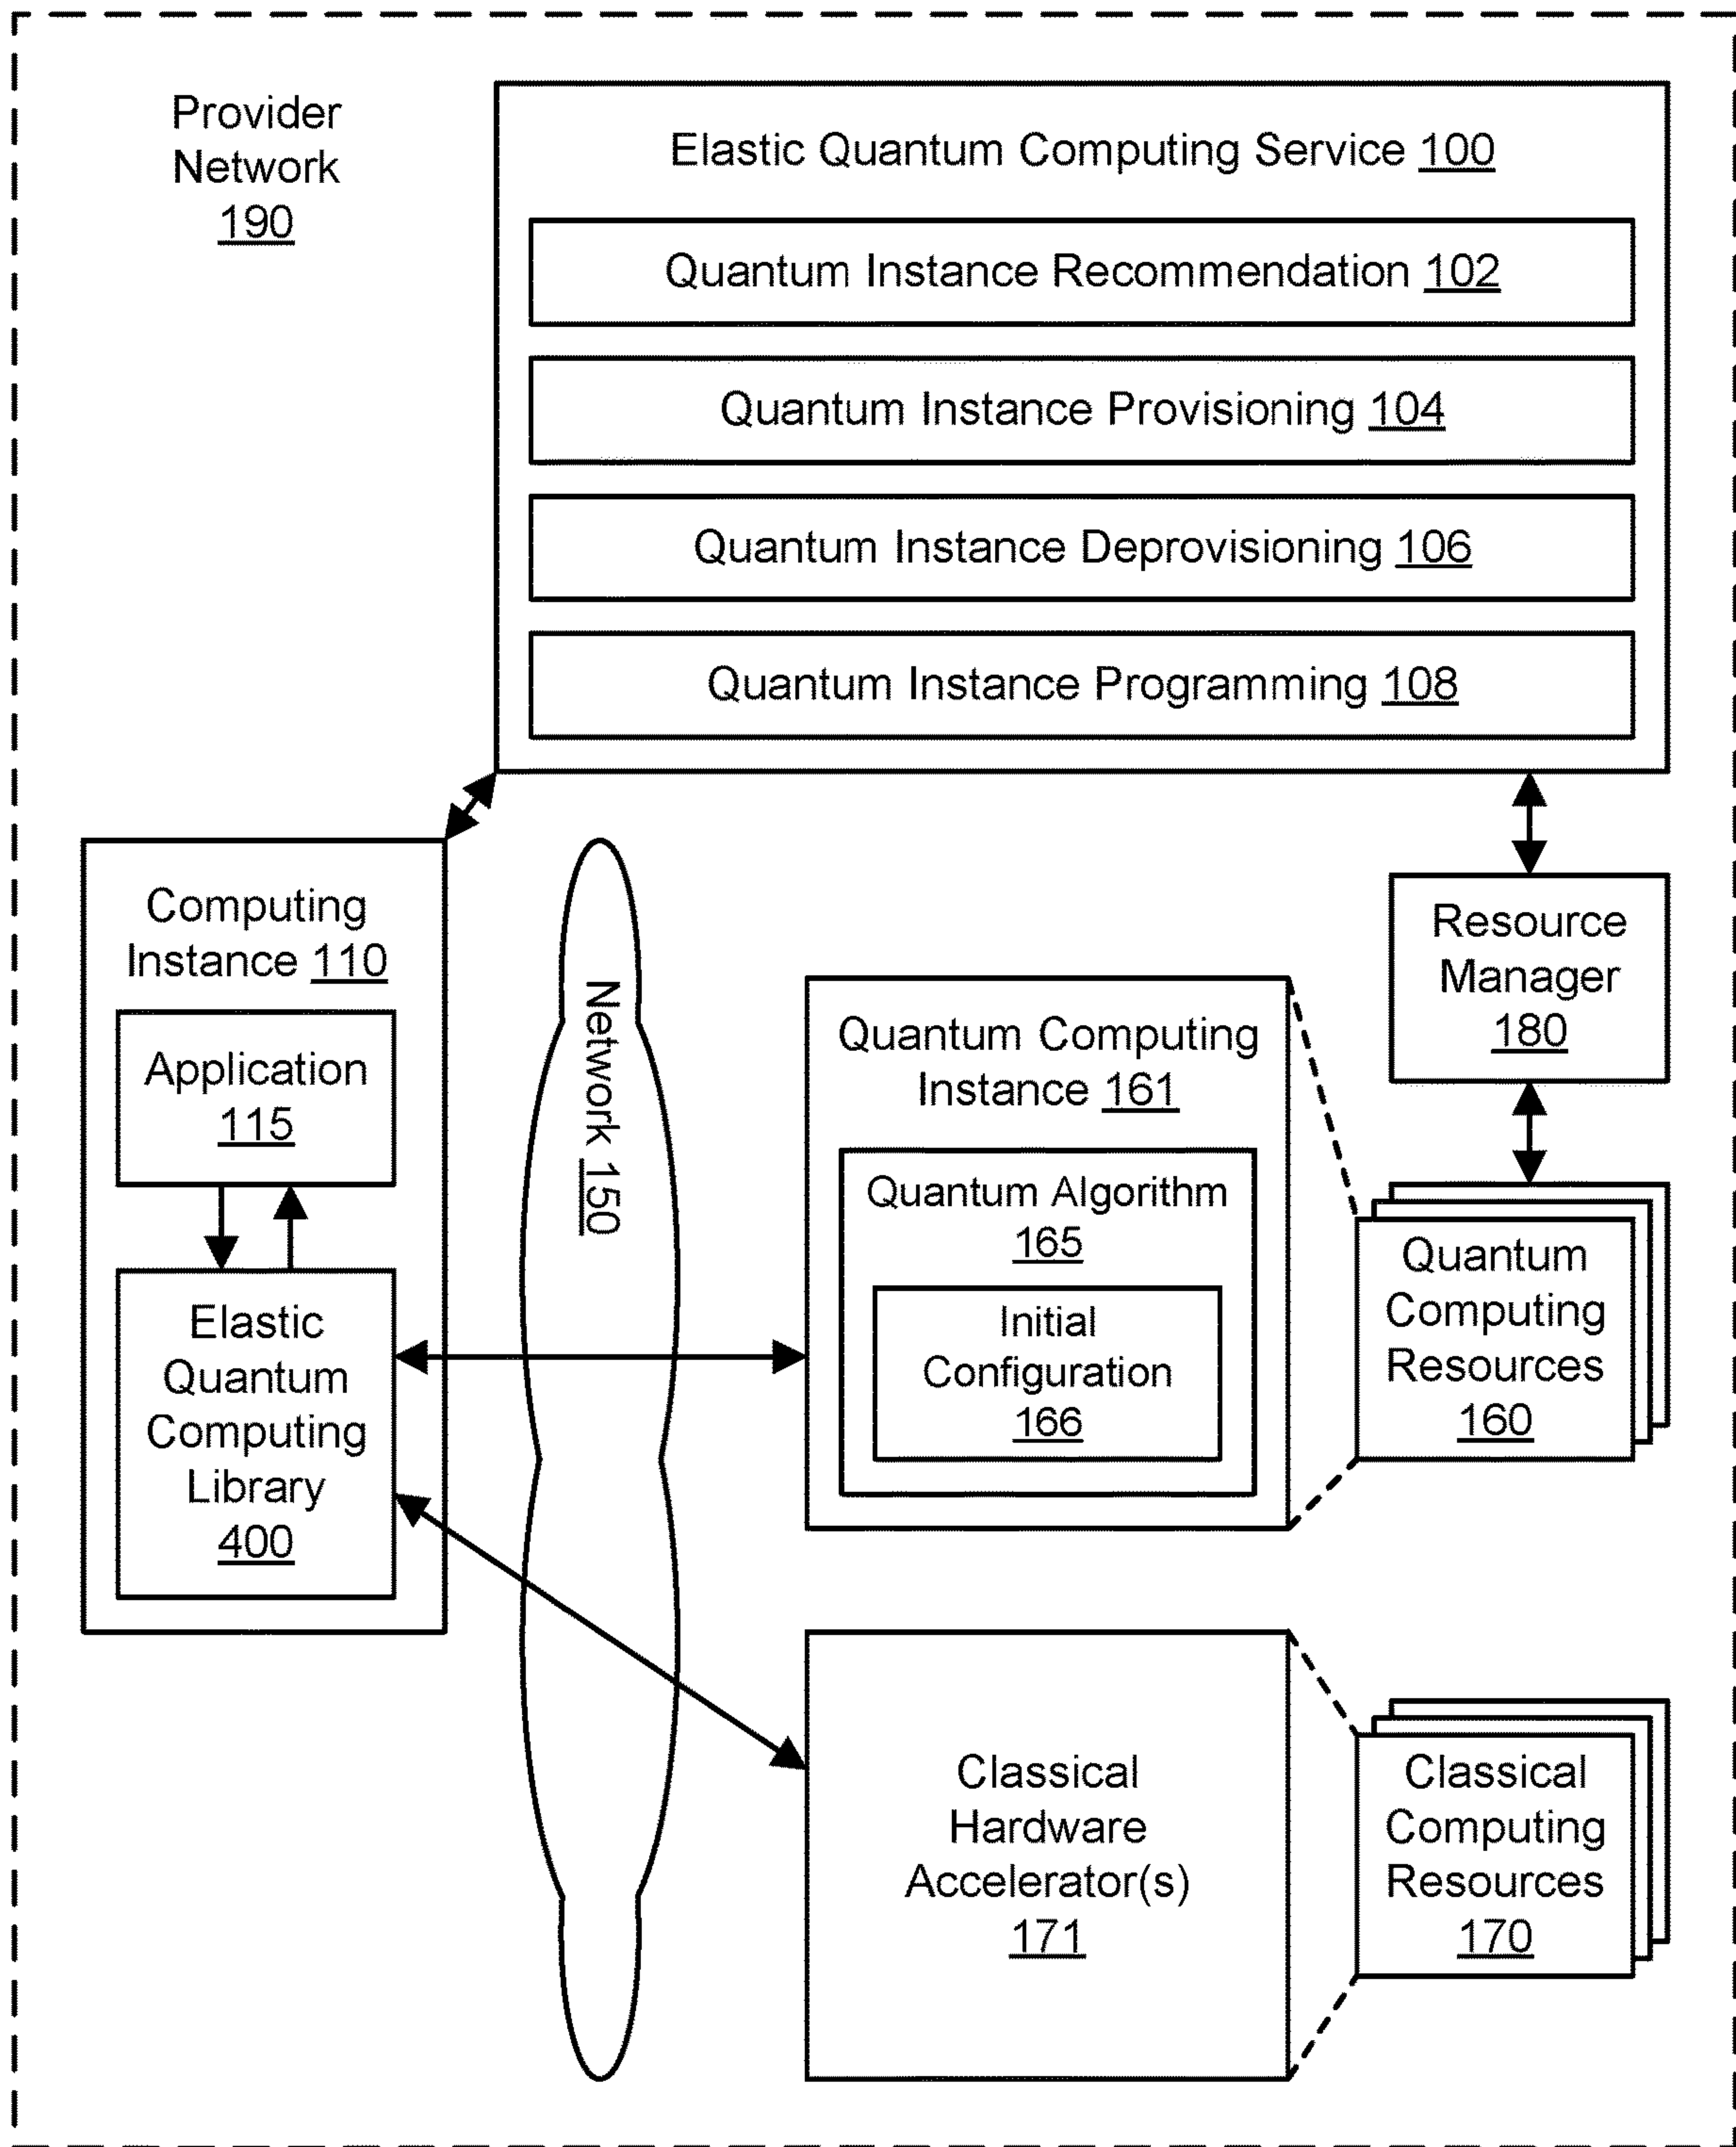 Provider
Network
190
Elastic Quantum Computing Service 100
Quantum Instance Recommendation 102
Quantum Instance Provisioning 104
Quantum Instance Deprovisioning 106
Quantum Instance Programming 108
Computing
Instance 110
Application
115
Elastic
Quantum
Computing
Library
400
Network 150
Quantum Computing
Instance 161
Quantum Algorithm
165
Initial
Configuration
166
Resource
Manager
180
Quantum
Computing
Resources
160
Classical
Hardware
Accelerator(s)
171
Classical
Computing
Resources
170